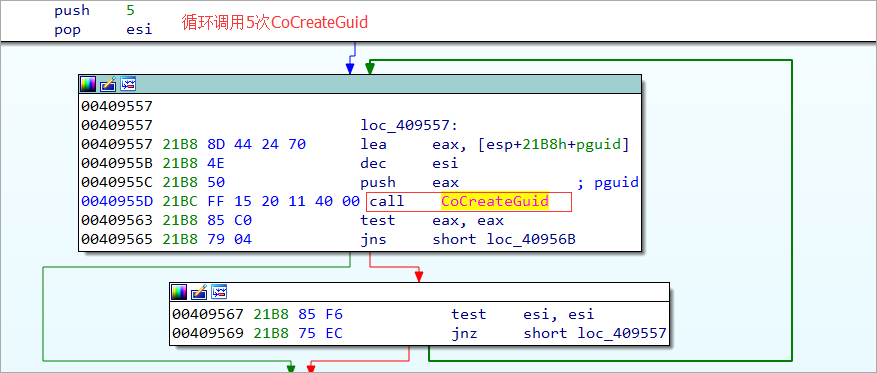 push    5
pop     esi
循环调用5次CoCreateGuid
00409557
00409557                      loc_409557:
00409557 21B8 8D 44 24 70     lea     eax, [esp+21B8h+pguid]
0040955B 21B8 4E              dec     esi
0040955C 21B8 50              push    eax             ; pguid
0040955D 21BC FF 15 20 11 40 00 call    CoCreateGuid
00409563 21B8 85 C0           test    eax, eax
00409565 21B8 79 04           jns     short loc_40956B
00409567 21B8 85 F6           test    esi, esi
00409569 21B8 75 EC           jnz     short loc_409557